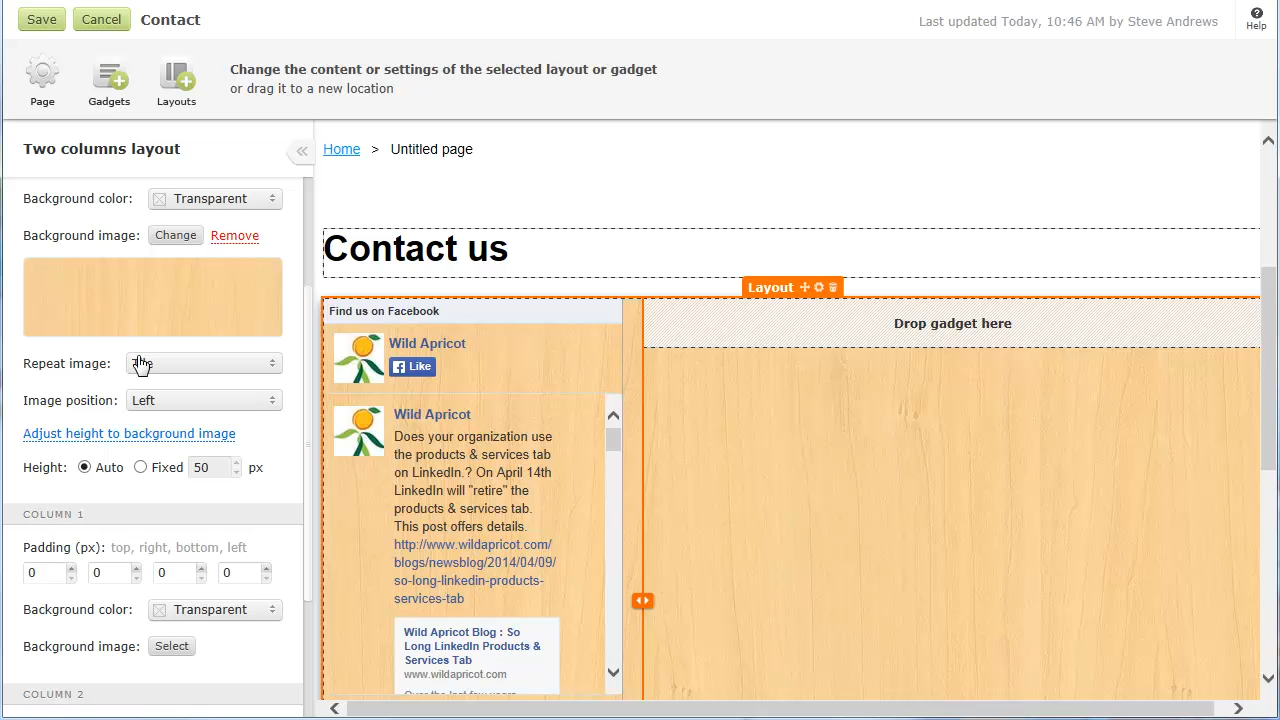 Save
Cancel
Contact
Last updated Today, 10:46 AM by Steve Andrews
Help
Page
Gadgets
Layouts
Change the content or settings of the selected layout or gadget
or drag it to a new location
Two columns layout
Background color:
Transparent
Background image:
Change
Remove
Repeat image:
Image position:
Left
Adjust height to background image
Height:
Auto
Fixed
50
px
COLUMN 1
Padding (px): top, right, bottom, left
0
0
0
0
Background color:
Transparent
Background image:
Select
COLUMN 2
Home > Untitled page
Contact us
Layout
Find us on Facebook
Wild Apricot
Like
Wild Apricot
Does your organization use
the products & services tab
on LinkedIn.? On April 14th
LinkedIn will "retire" the
products & services tab.
This post offers details.
http://www.wildapricot.com/
blogs/newsblog/2014/04/09/
so-long-linkedin-products-
services-tab
Wild Apricot Blog : So
Long LinkedIn Products &
Services Tab
www.wildapricot.com
Over the last few years
Drop gadget here